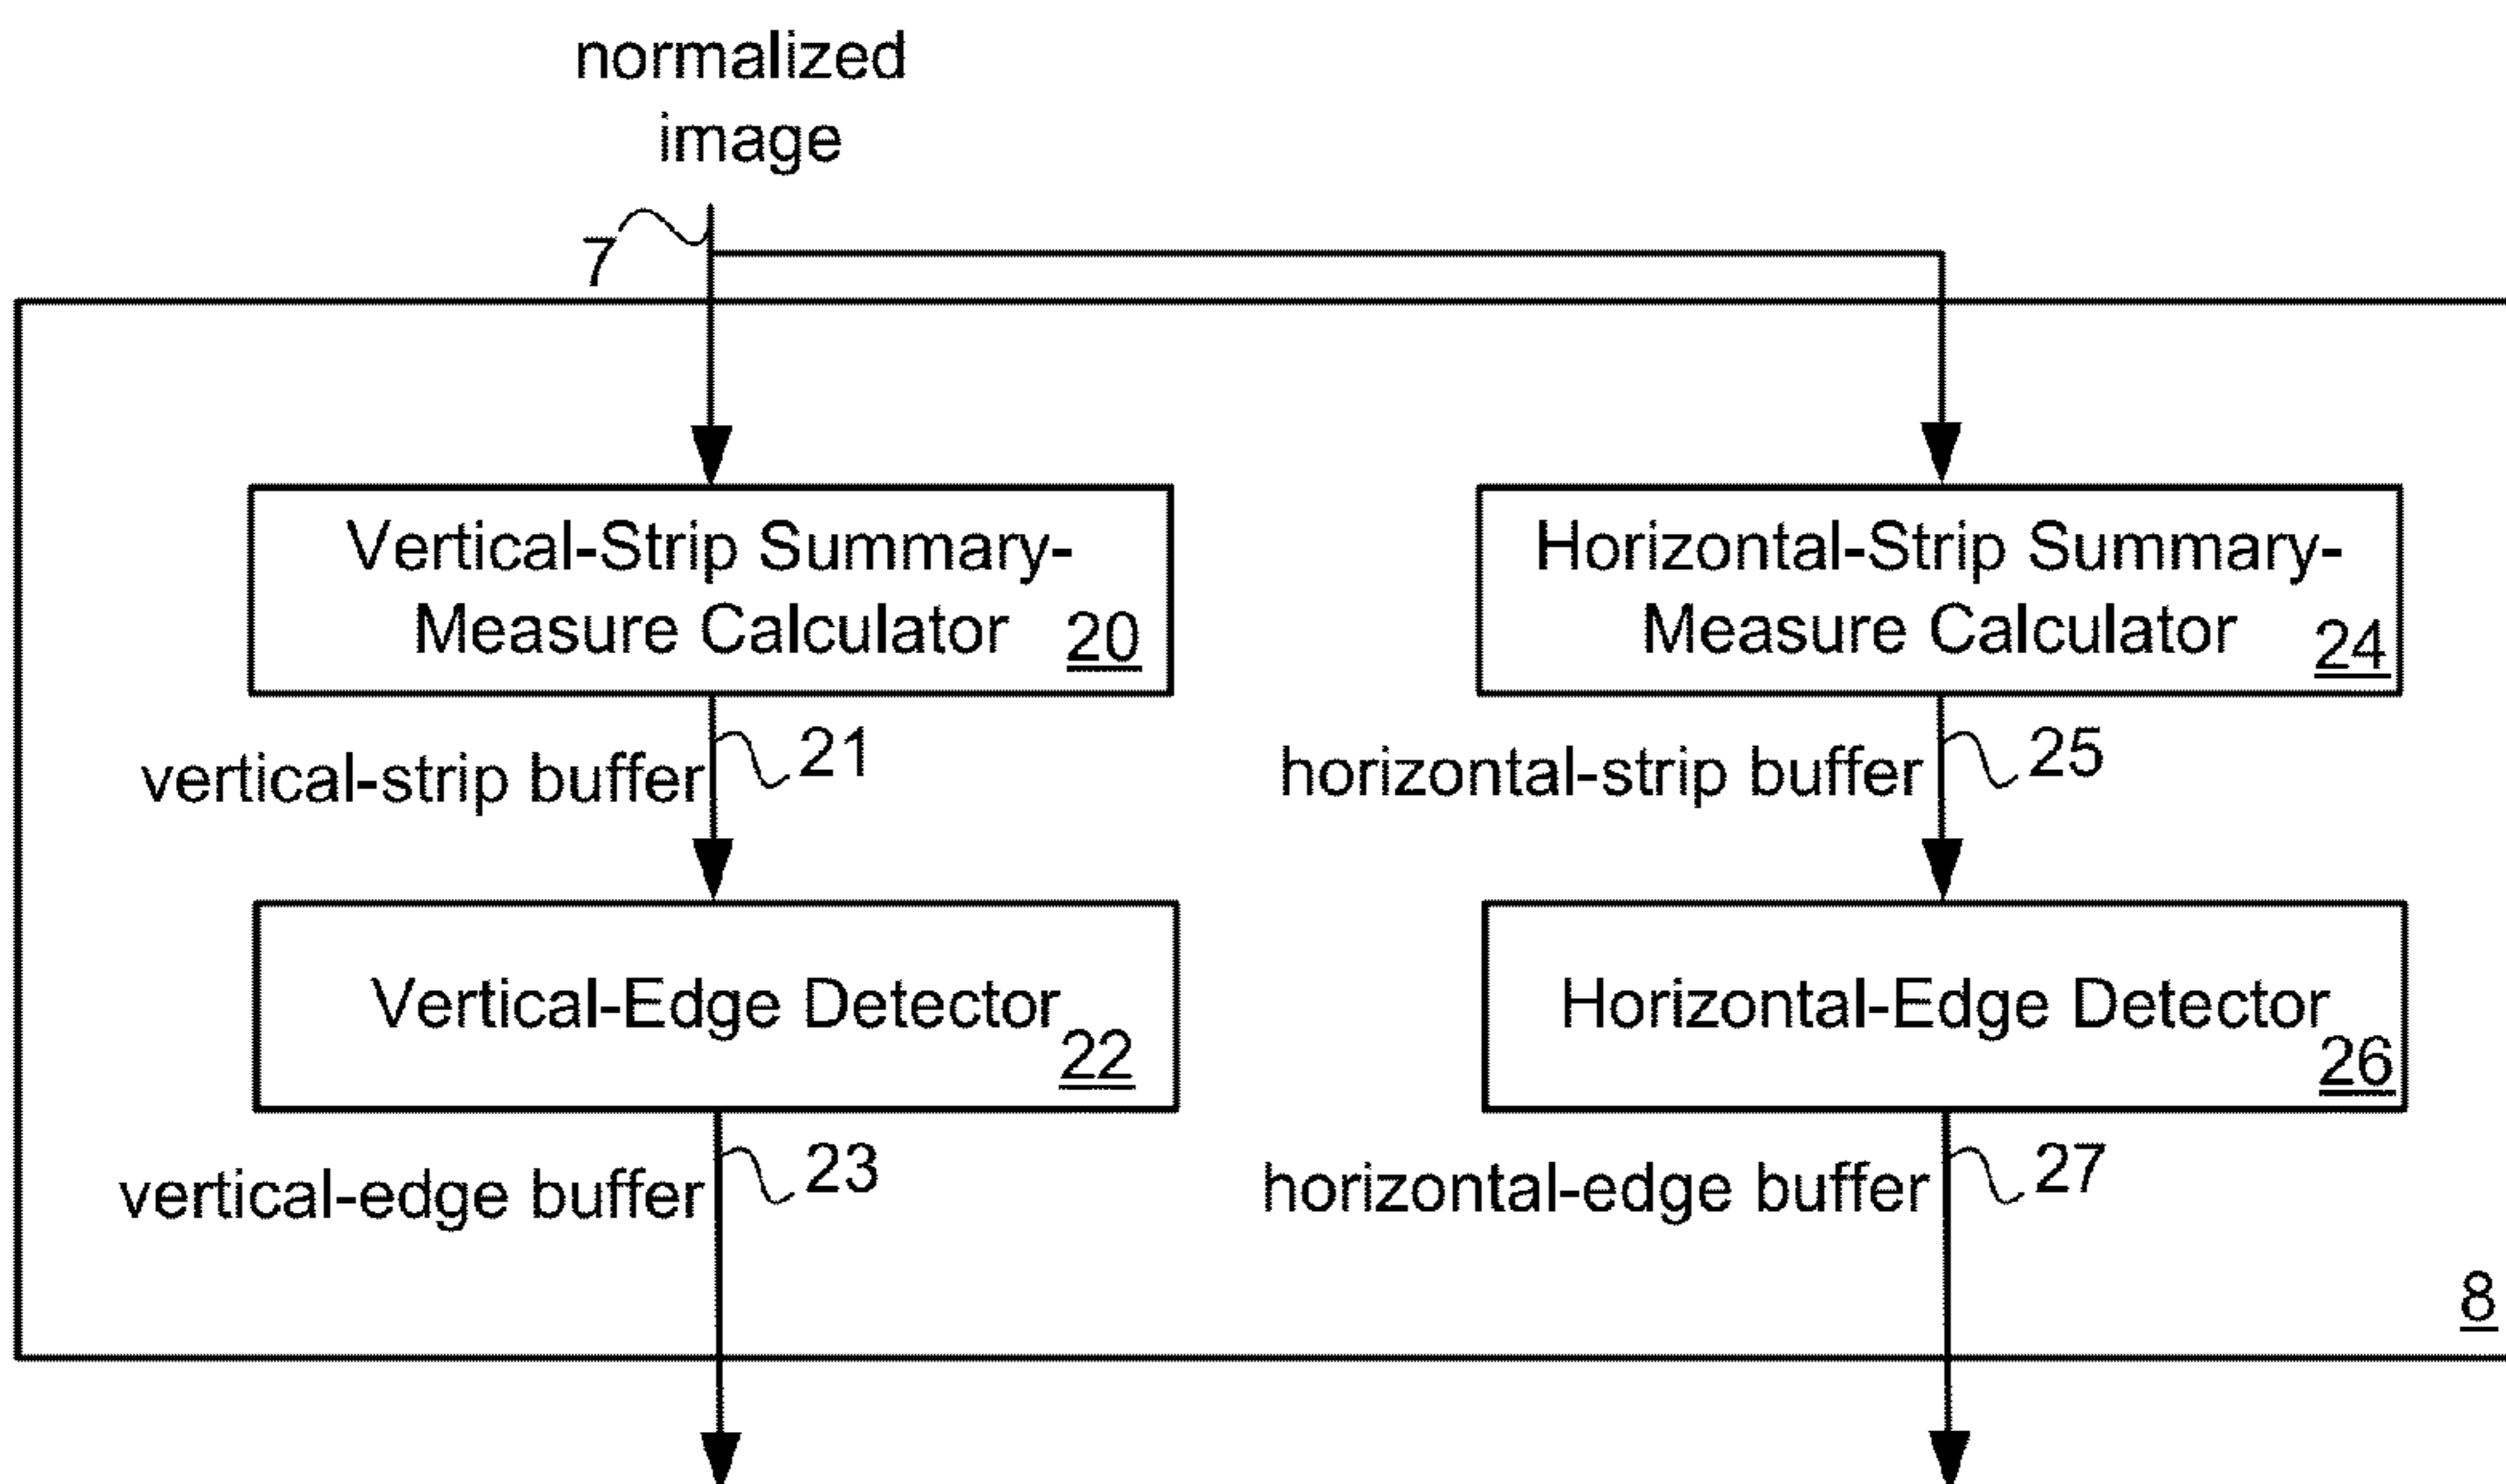 normalized
image
7
Vertical-Strip Summary-
Measure Calculator 20
Horizontal-Strip Summary-
Measure Calculator 24
vertical-strip buffer 21
horizontal-strip buffer 25
Vertical-Edge Detector 22
Horizontal-Edge Detector 26
vertical-edge buffer 23
horizontal-edge buffer 27
8